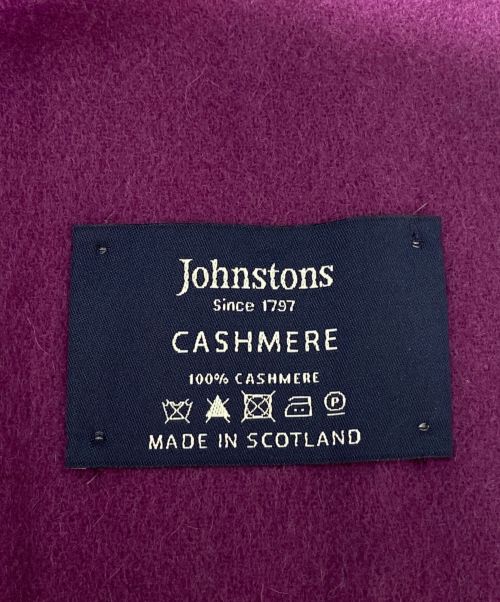 Johnstons
Since 1797
CASHMERE
100% CASHMERE
P
MADE IN SCOTLAND